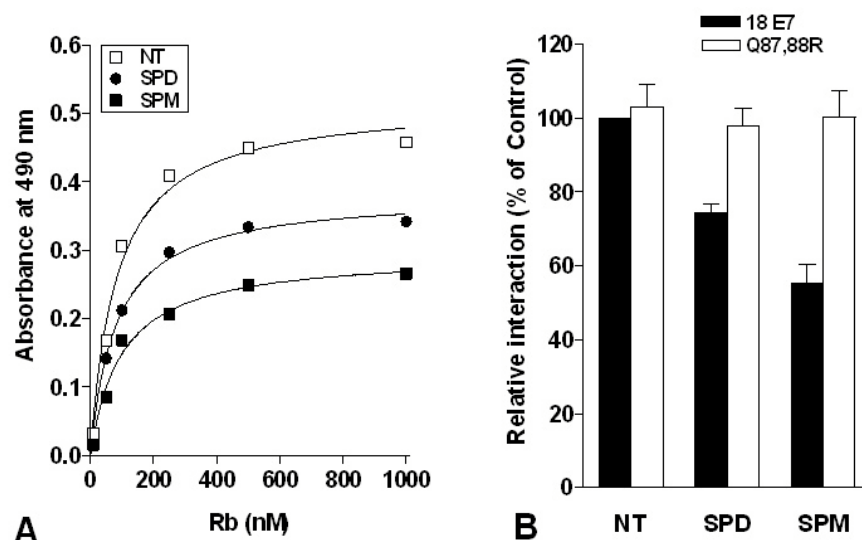 0.6
0.5
0.4
0.3
0.2
0.1
0.0
Absorbance at 490 nm
NT
SPD
SPM
0 200 400 600 800 1000
Rb (nM)
A
18 E7
Q87,88R
120
100
80
60
40
20
0
Relative interaction (% of Control)
NT SPD SPM
B